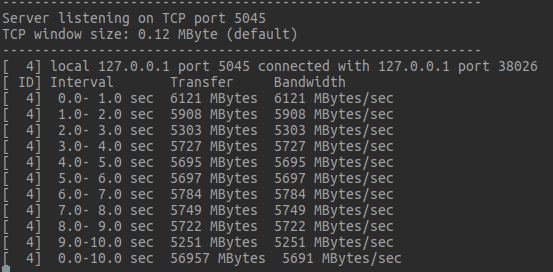 ------------------------------------------------------------
Server listening on TCP port 5045
TCP window size: 0.12 MByte (default)
------------------------------------------------------------
[  4] local 127.0.0.1 port 5045 connected with 127.0.0.1 port 38026
[ ID] Interval       Transfer     Bandwidth
[  4]  0.0- 1.0 sec  6121 MBytes  6121 MBytes/sec
[  4]  1.0- 2.0 sec  5908 MBytes  5908 MBytes/sec
[  4]  2.0- 3.0 sec  5303 MBytes  5303 MBytes/sec
[  4]  3.0- 4.0 sec  5727 MBytes  5727 MBytes/sec
[  4]  4.0- 5.0 sec  5695 MBytes  5695 MBytes/sec
[  4]  5.0- 6.0 sec  5697 MBytes  5697 MBytes/sec
[  4]  6.0- 7.0 sec  5784 MBytes  5784 MBytes/sec
[  4]  7.0- 8.0 sec  5749 MBytes  5749 MBytes/sec
[  4]  8.0- 9.0 sec  5722 MBytes  5722 MBytes/sec
[  4]  9.0-10.0 sec  5251 MBytes  5251 MBytes/sec
[  4]  0.0-10.0 sec  56957 MBytes  5691 MBytes/sec